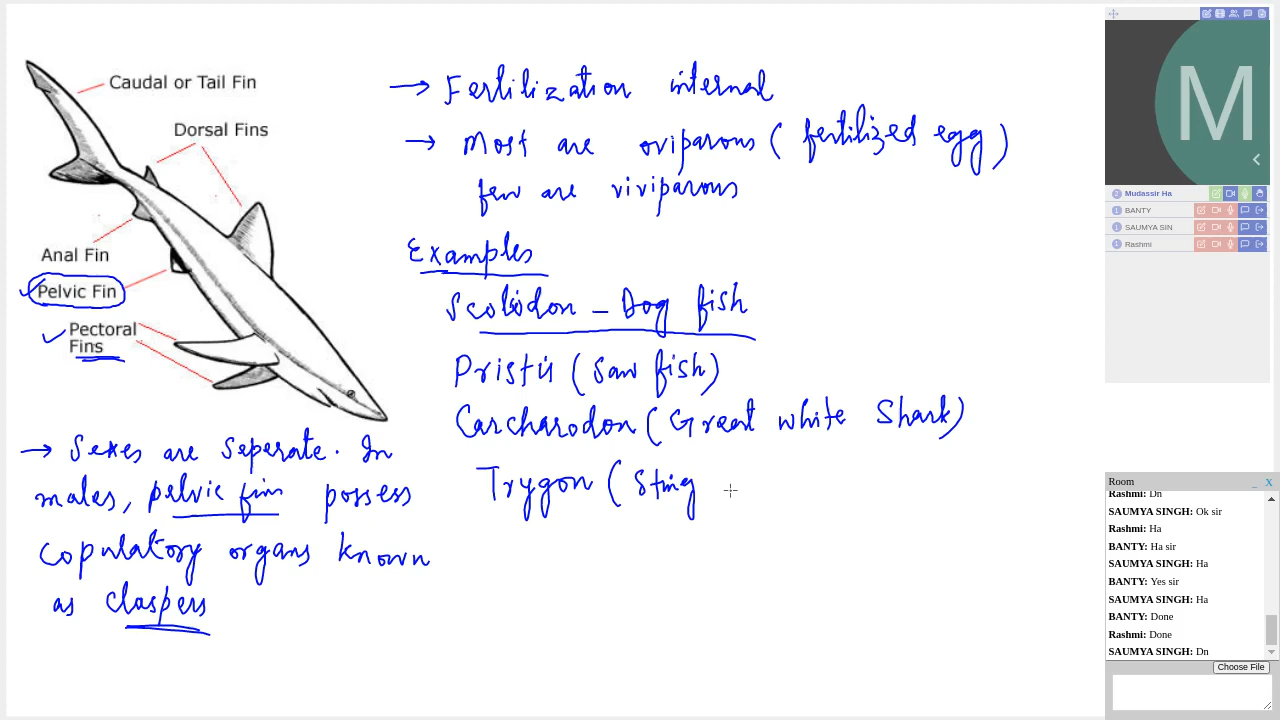 Caudal or Tail Fin
Dorsal Fins
Anal Fin
Pelvic Fin
Pectoral
Fins
→ Sexes are Seperate. In
males, pelvic fins possess
copulatory organs known
as claspers
→ Fertilization internal
→ Most are oviparous (fertilized egg)
few are viviparous
Examples
Scoliodon – Dog fish
Pristis (Saw fish)
Carcharodon (Great white Shark)
Trygon (Sting
M
Mudassir Ha
BANTY
SAUMYA SIN
Rashmi
Room
Rashmi: Dn
SAUMYA SINGH: Ok sir
Rashmi: Ha
BANTY: Ha sir
SAUMYA SINGH: Ha
BANTY: Yes sir
SAUMYA SINGH: Ha
BANTY: Done
Rashmi: Done
SAUMYA SINGH: Dn
Choose File